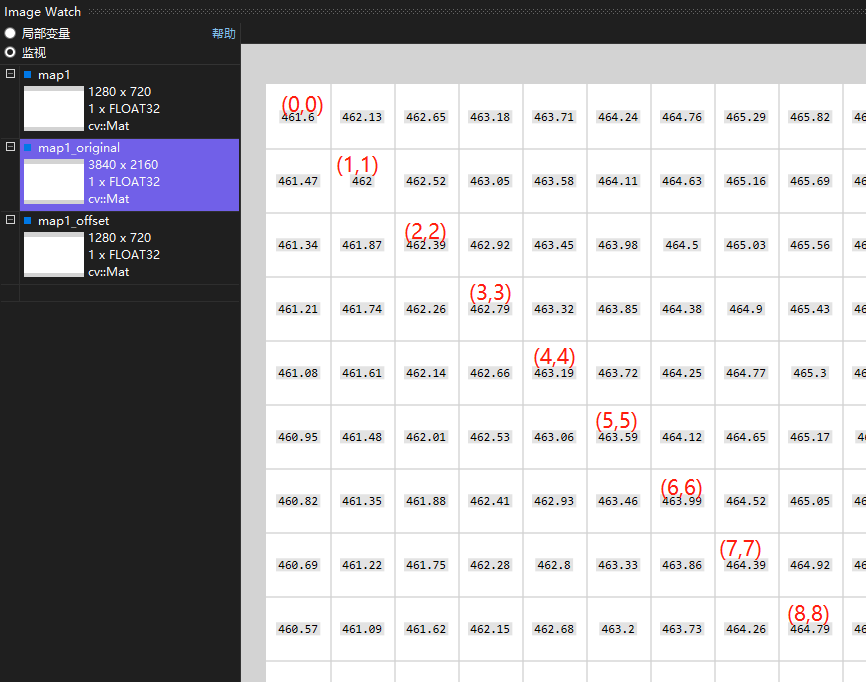 Image Watch
局部变量 帮助
监视
map1
1280 x 720
1 x FLOAT32
cv::Mat
map1_original
3840 x 2160
1 x FLOAT32
cv::Mat
map1_offset
1280 x 720
1 x FLOAT32
cv::Mat
(0,0)
461.6 462.13 462.65 463.18 463.71 464.24 464.76 465.29 465.82 46
(1,1)
461.47 462 462.52 463.05 463.58 464.11 464.63 465.16 465.69 46
(2,2)
461.34 461.87 462.39 462.92 463.45 463.98 464.5 465.03 465.56 46
(3,3)
461.21 461.74 462.26 462.79 463.32 463.85 464.38 464.9 465.43 46
(4,4)
461.08 461.61 462.14 462.66 463.19 463.72 464.25 464.77 465.3 46
(5,5)
460.95 461.48 462.01 462.53 463.06 463.59 464.12 464.65 465.17 4
(6,6)
460.82 461.35 461.88 462.41 462.93 463.46 463.99 464.52 465.05 46
(7,7)
460.69 461.22 461.75 462.28 462.8 463.33 463.86 464.39 464.92 46
(8,8)
460.57 461.09 461.62 462.15 462.68 463.2 463.73 464.26 464.79 46